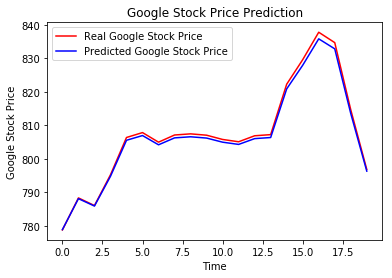 Google Stock Price Prediction
Real Google Stock Price
Predicted Google Stock Price
Google Stock Price
840
830
820
810
800
790
780
0.0 2.5 5.0 7.5 10.0 12.5 15.0 17.5
Time